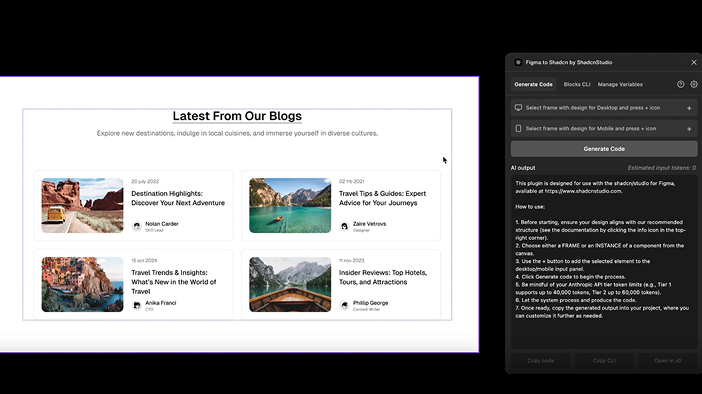 Latest From Our Blogs
Explore new destinations, indulge in local cuisines, and immerse yourself in diverse cultures.
20 july 2022
Destination Highlights:
Discover Your Next Adventure
Nolan Carder
SEO Lead
02 feb 2021
Travel Tips & Guides: Expert
Advice for Your Journeys
Zaire Vetrovs
Designer
15 oct 2024
Travel Trends & Insights:
What's New in the World of
Travel
Anika Franci
CTO
11 nov 2023
Insider Reviews: Top Hotels,
Tours, and Attractions
Phillip George
Content Writer
Figma to Shadcn by ShadcnStudio
Generate Code
Blocks CLI
Manage Variables
Select frame with design for Desktop and press + icon
Select frame with design for Mobile and press + icon
Generate Code
AI output
Estimated input tokens: 0
This plugin is designed for use with the shadcn/studio for Figma,
available at https://www.shadcnstudio.com.
How to use:
1. Before starting, ensure your design aligns with our recommended
structure (see the documentation by clicking the info icon in the top-
right corner).
2. Choose either a FRAME or an INSTANCE of a component from the
canvas.
3. Use the + button to add the selected element to the
desktop/mobile input panel.
4. Click Generate code to begin the process.
5. Be mindful of your Anthropic API tier token limits (e.g., Tier 1
supports up to 40,000 tokens, Tier 2 up to 60,000 tokens).
6. Let the system process and produce the code.
7. Once ready, copy the generated output into your project, where you
can customize it further as needed.
Copy code
Copy CLI
Open in v0